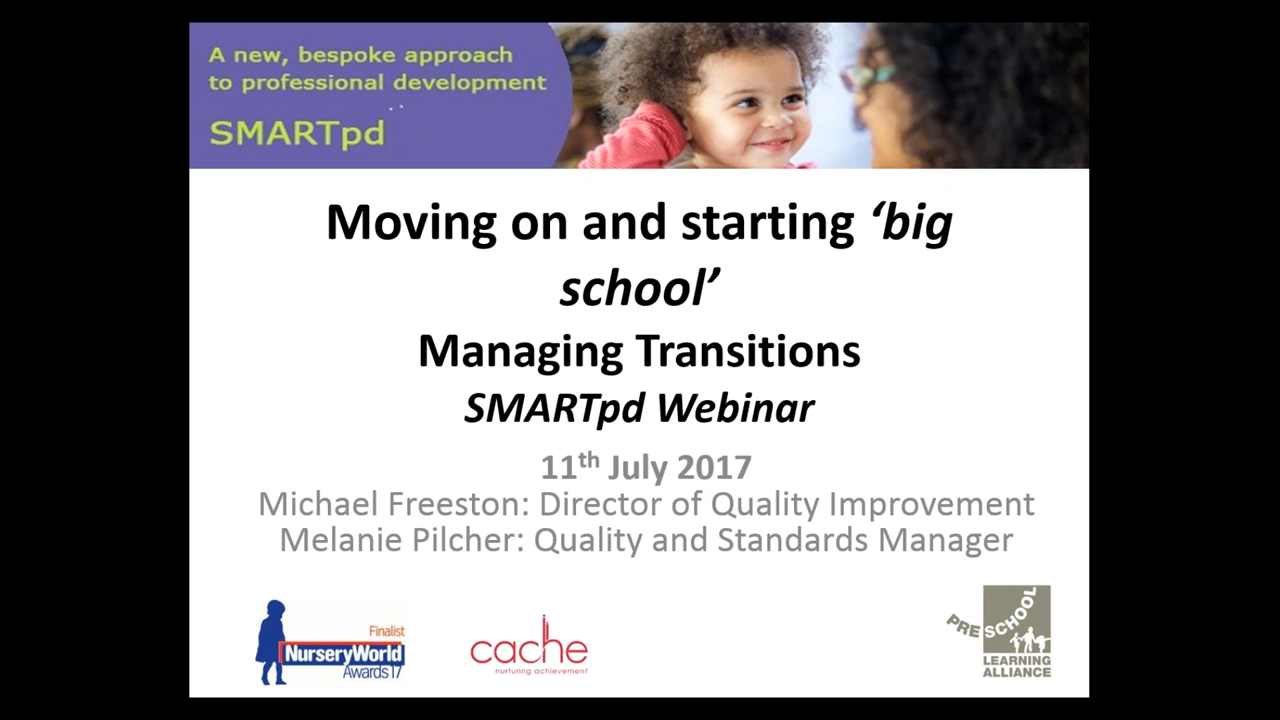 A new, bespoke approach
to professional development
SMARTpd
Moving on and starting ‘big
school’
Managing Transitions
SMARTpd Webinar
11th July 2017
Michael Freeston: Director of Quality Improvement
Melanie Pilcher: Quality and Standards Manager
Finalist
NurseryWorld
Awards 17
cache
nurturing achievement
PRE SCHOOL
LEARNING
ALLIANCE